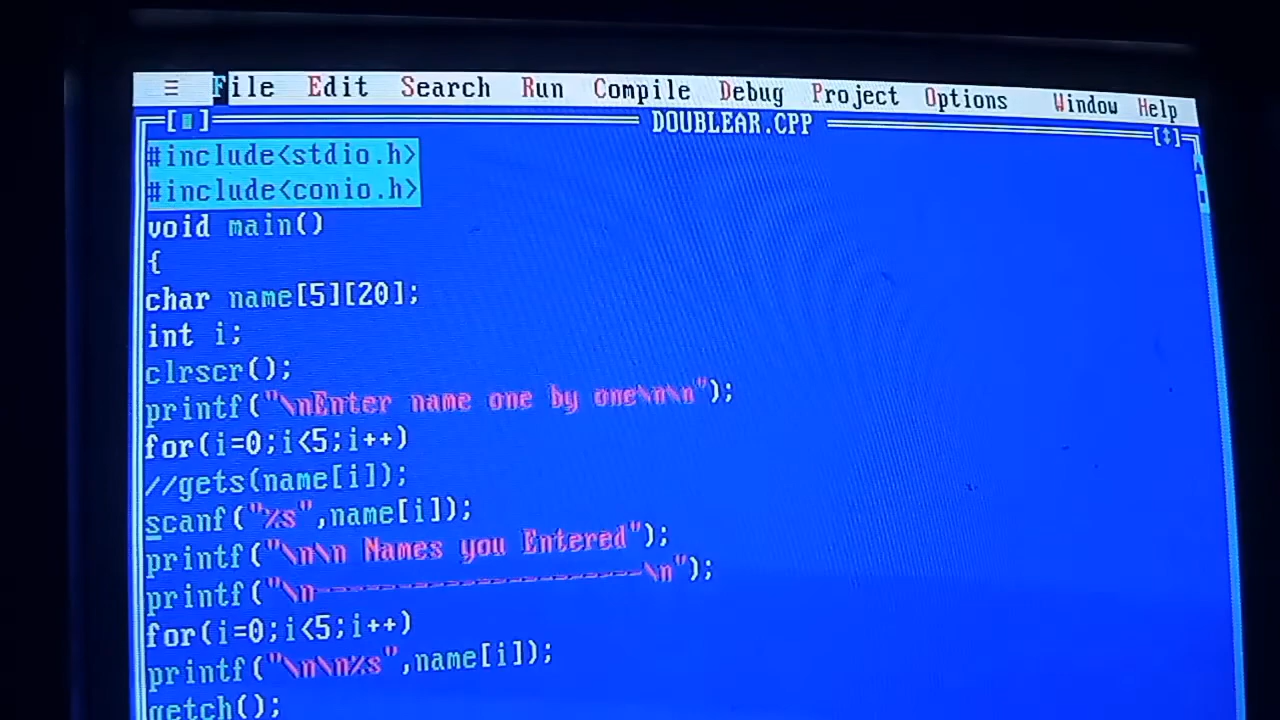 ≡ File Edit Search Run Compile Debug Project Options Window Help
[■] DOUBLEAR.CPP [↕]
#include<stdio.h>
#include<conio.h>
void main()
{
char name[5][20];
int i;
clrscr();
printf("\nEnter name one by one\n\n");
for(i=0;i<5;i++)
//gets(name[i]);
scanf("%s",name[i]);
printf("\n\n Names you Entered");
printf("\n----------------------\n");
for(i=0;i<5;i++)
printf("\n\n%s",name[i]);
getch();